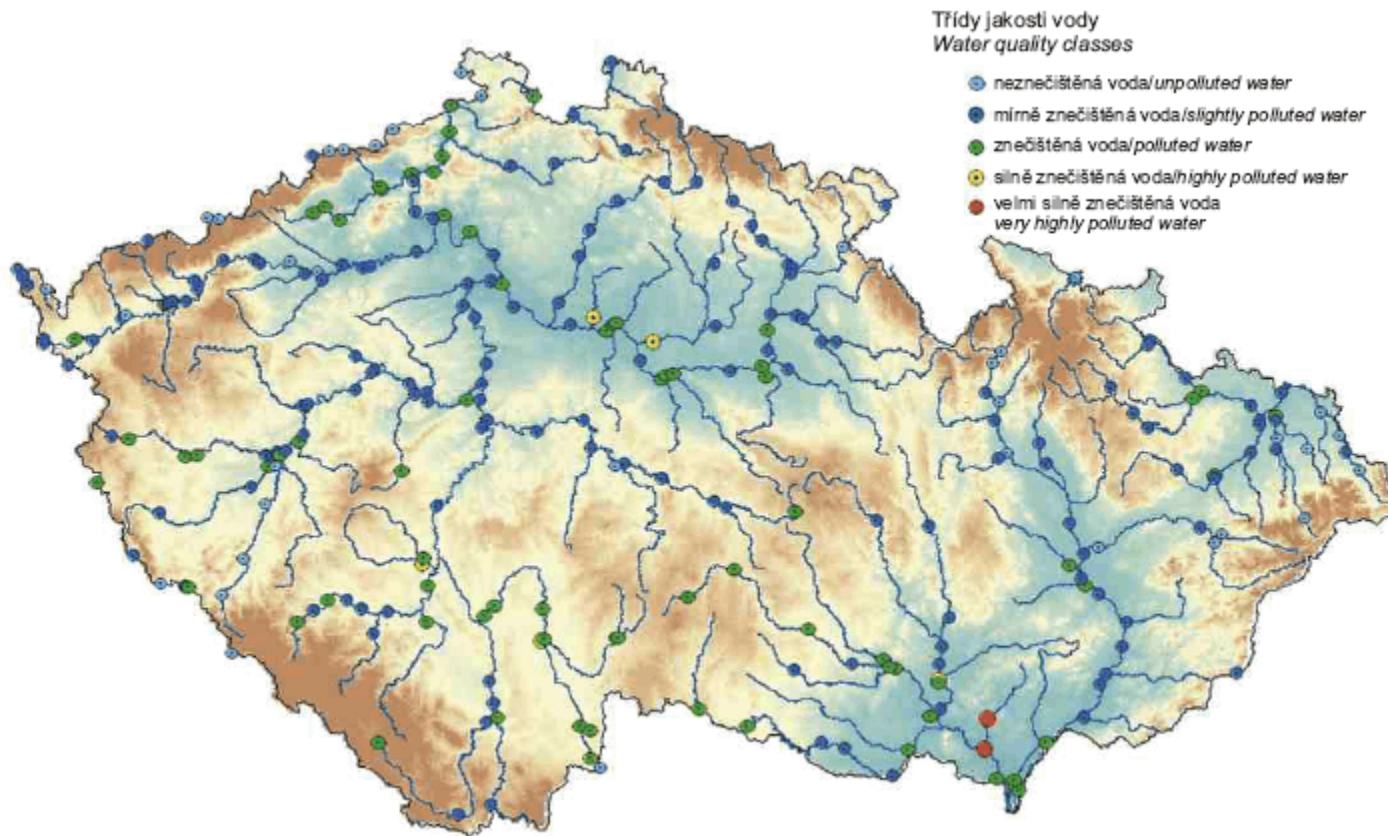 Třídy jakosti vody
Water quality classes
neznečištěná voda/unpolluted water
mírně znečištěná voda/slightly polluted water
znečištěná voda/polluted water
silně znečištěná voda/highly polluted water
velmi silně znečištěná voda
very highly polluted water